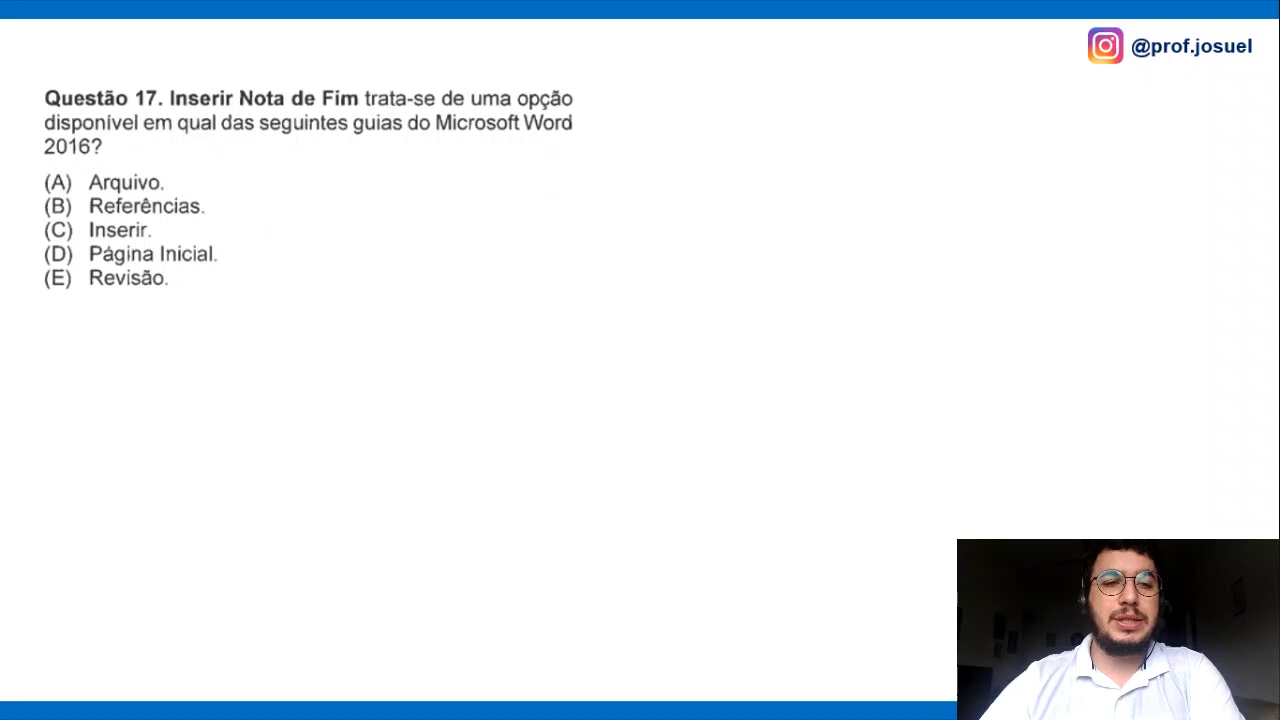 @prof.josuel
Questão 17. Inserir Nota de Fim trata-se de uma opção
disponível em qual das seguintes guias do Microsoft Word
2016?
(A) Arquivo.
(B) Referências.
(C) Inserir.
(D) Página Inicial.
(E) Revisão.